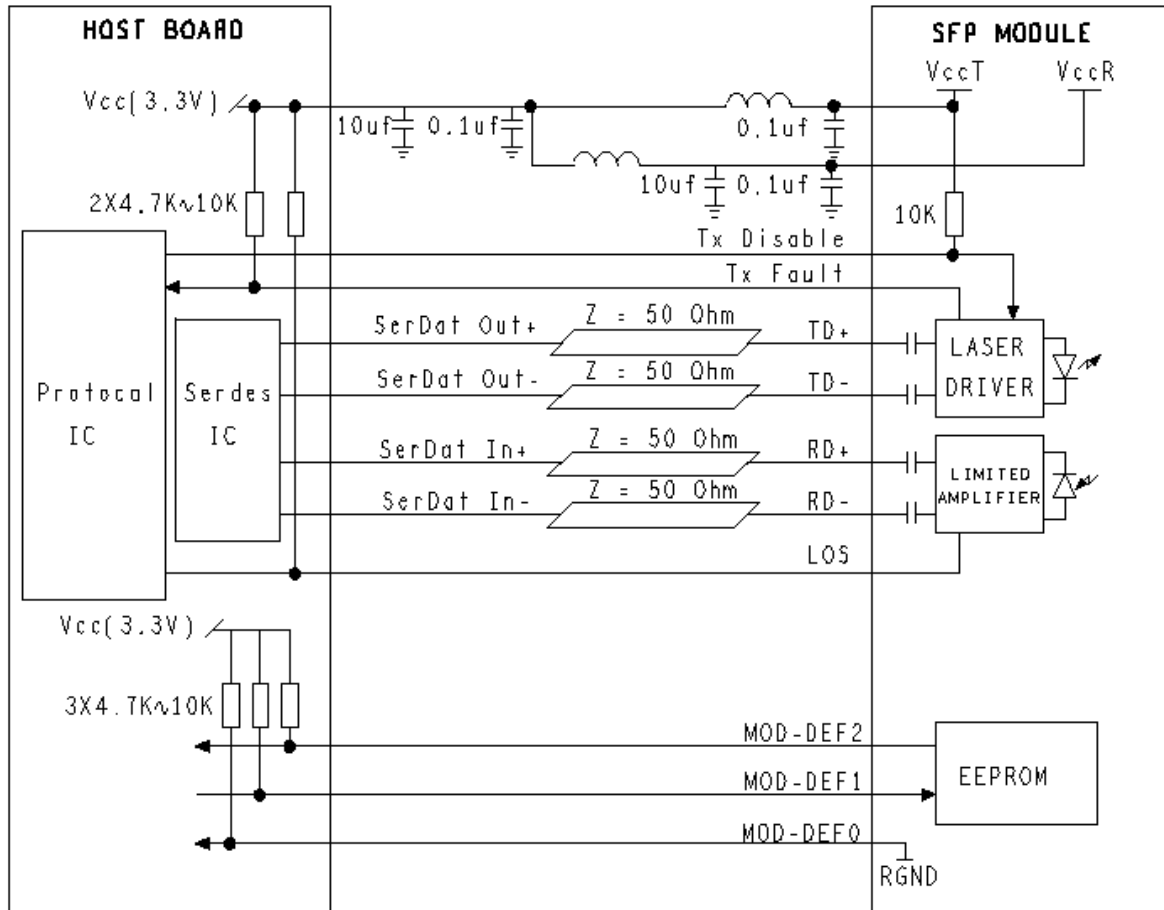 HOST BOARD
SFP MODULE
VccT
VccR
Vcc(3.3V)
10uf
0.1uf
0.1uf
10uf
0.1uf
2X4.7K∿10K
10K
Tx Disable
Tx Fault
SerDat Out+
Z = 50 Ohm
TD+
LASER
DRIVER
SerDat Out-
Z = 50 Ohm
TD-
Protocal
IC
Serdes
IC
SerDat In+
Z = 50 Ohm
RD+
LIMITED
AMPLIFIER
SerDat In-
Z = 50 Ohm
RD-
LOS
Vcc(3.3V)
3X4.7K∿10K
MOD-DEF2
MOD-DEF1
EEPROM
MOD-DEF0
RGND